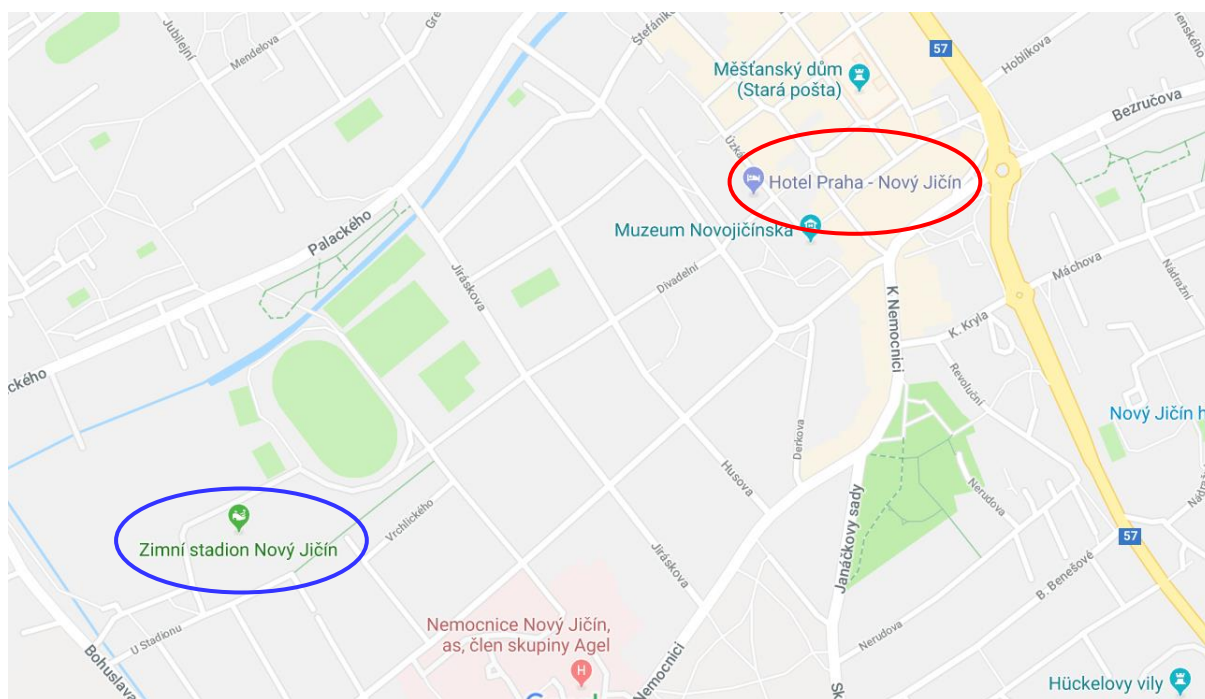 Jubilejní
Mendelova
57
Hoblíkova
Bezručova
Měšťanský dům
(Stará pošta)
Hotel Praha - Nový Jičín
Muzeum Novojičínska
Palackého
Jiráskova
Divadelní
Máchova
Nádražní
K Nemocnici
K. Kryla
Revoluční
Nový Jičín h
Derkova
Husova
Vrchlického
Nerudova
Janáčkovy sady
Zimní stadion Nový Jičín
57
Jiráskova
B. Benešové
U Stadionu
Nemocnice Nový Jičín,
as, člen skupiny Agel
H
Nerudova
Hückelovy vily